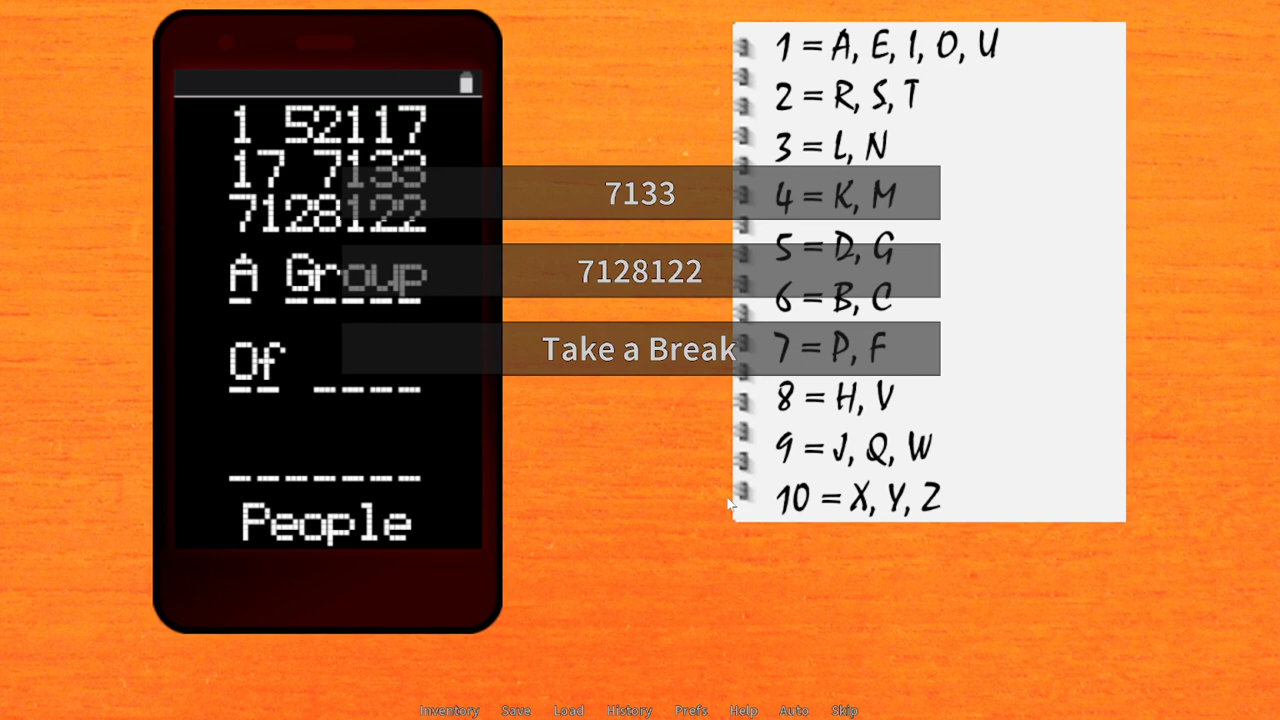 1 52117
17 7133
7128122
A Group
Of ____
_______
People
7133
7128122
Take a Break
1 = A, E, I, O, U
2 = R, S, T
3 = L, N
4 = K, M
5 = D, G
6 = B, C
7 = P, F
8 = H, V
9 = J, Q, W
10 = X, Y, Z
Inventory Save Load History Prefs Help Auto Skip